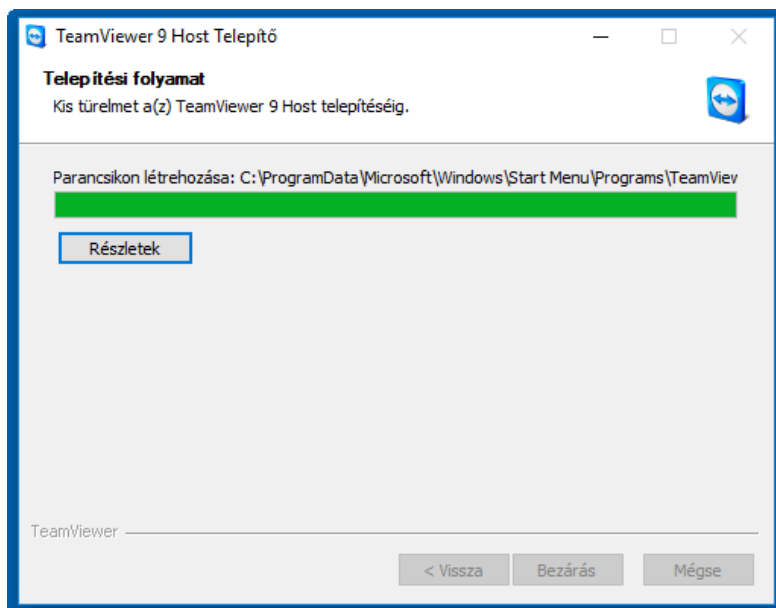 TeamViewer 9 Host Telepítő
Telepítési folyamat
Kis türelmet a(z) TeamViewer 9 Host telepítéséig.
Parancsikon létrehozása: C:\ProgramData\Microsoft\Windows\Start Menu\Programs\TeamView
Részletek
TeamViewer
< Vissza
Bezárás
Mégse